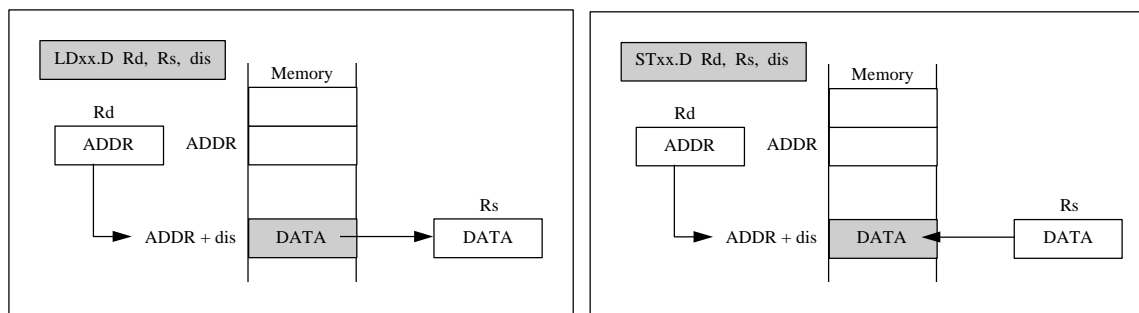 LDxx.D Rd, Rs, dis
Memory
Rd
ADDR
ADDR
Rs
ADDR + dis
DATA
DATA
STxx.D Rd, Rs, dis
Memory
Rd
ADDR
ADDR
Rs
ADDR + dis
DATA
DATA